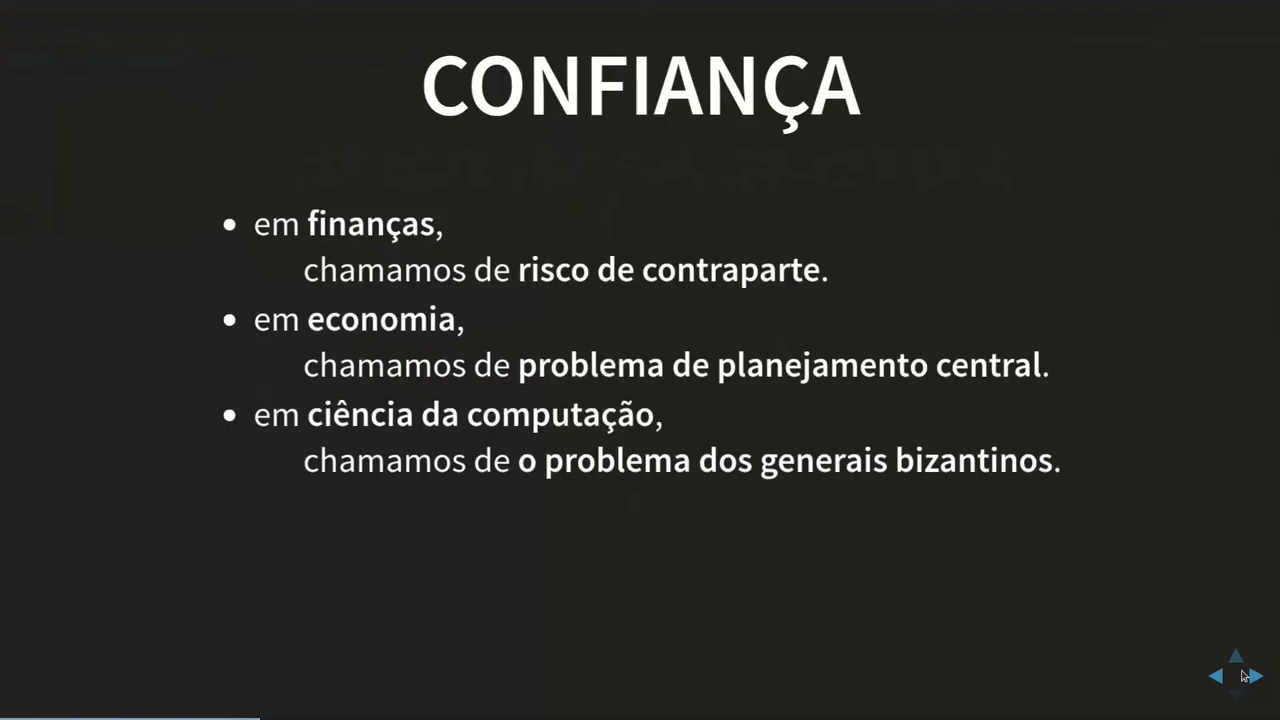 CONFIANÇA
• em finanças,
chamamos de risco de contraparte.
• em economia,
chamamos de problema de planejamento central.
• em ciência da computação,
chamamos de o problema dos generais bizantinos.